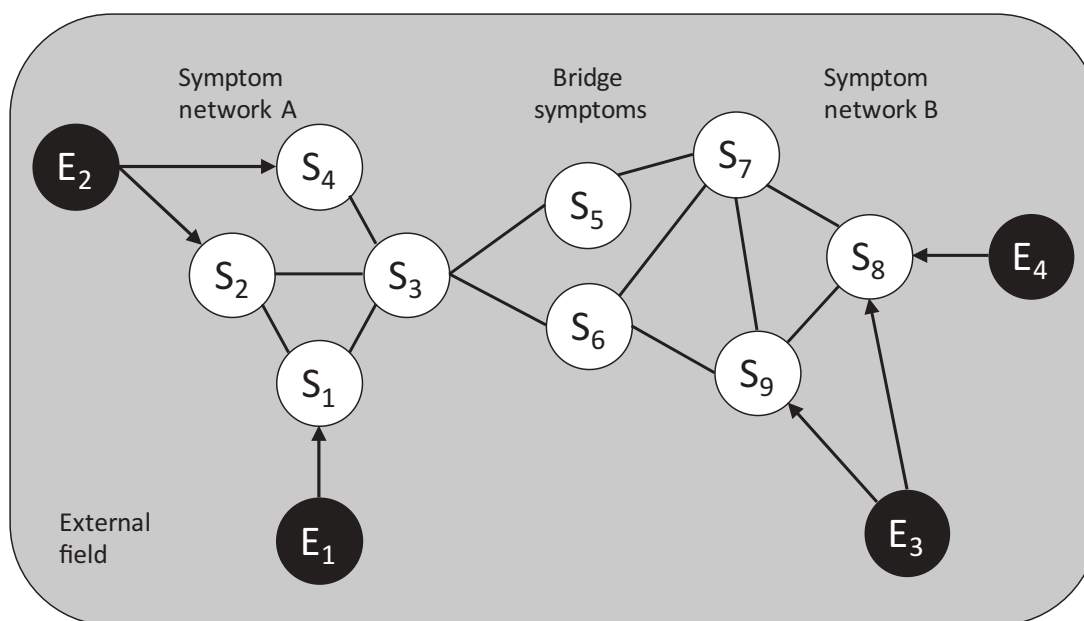 Symptom
network A
Bridge
symptoms
Symptom
network B
E₂
S₄
S₇
S₅
S₂
S₃
S₈
E₄
S₆
S₁
S₉
External
field
E₁
E₃